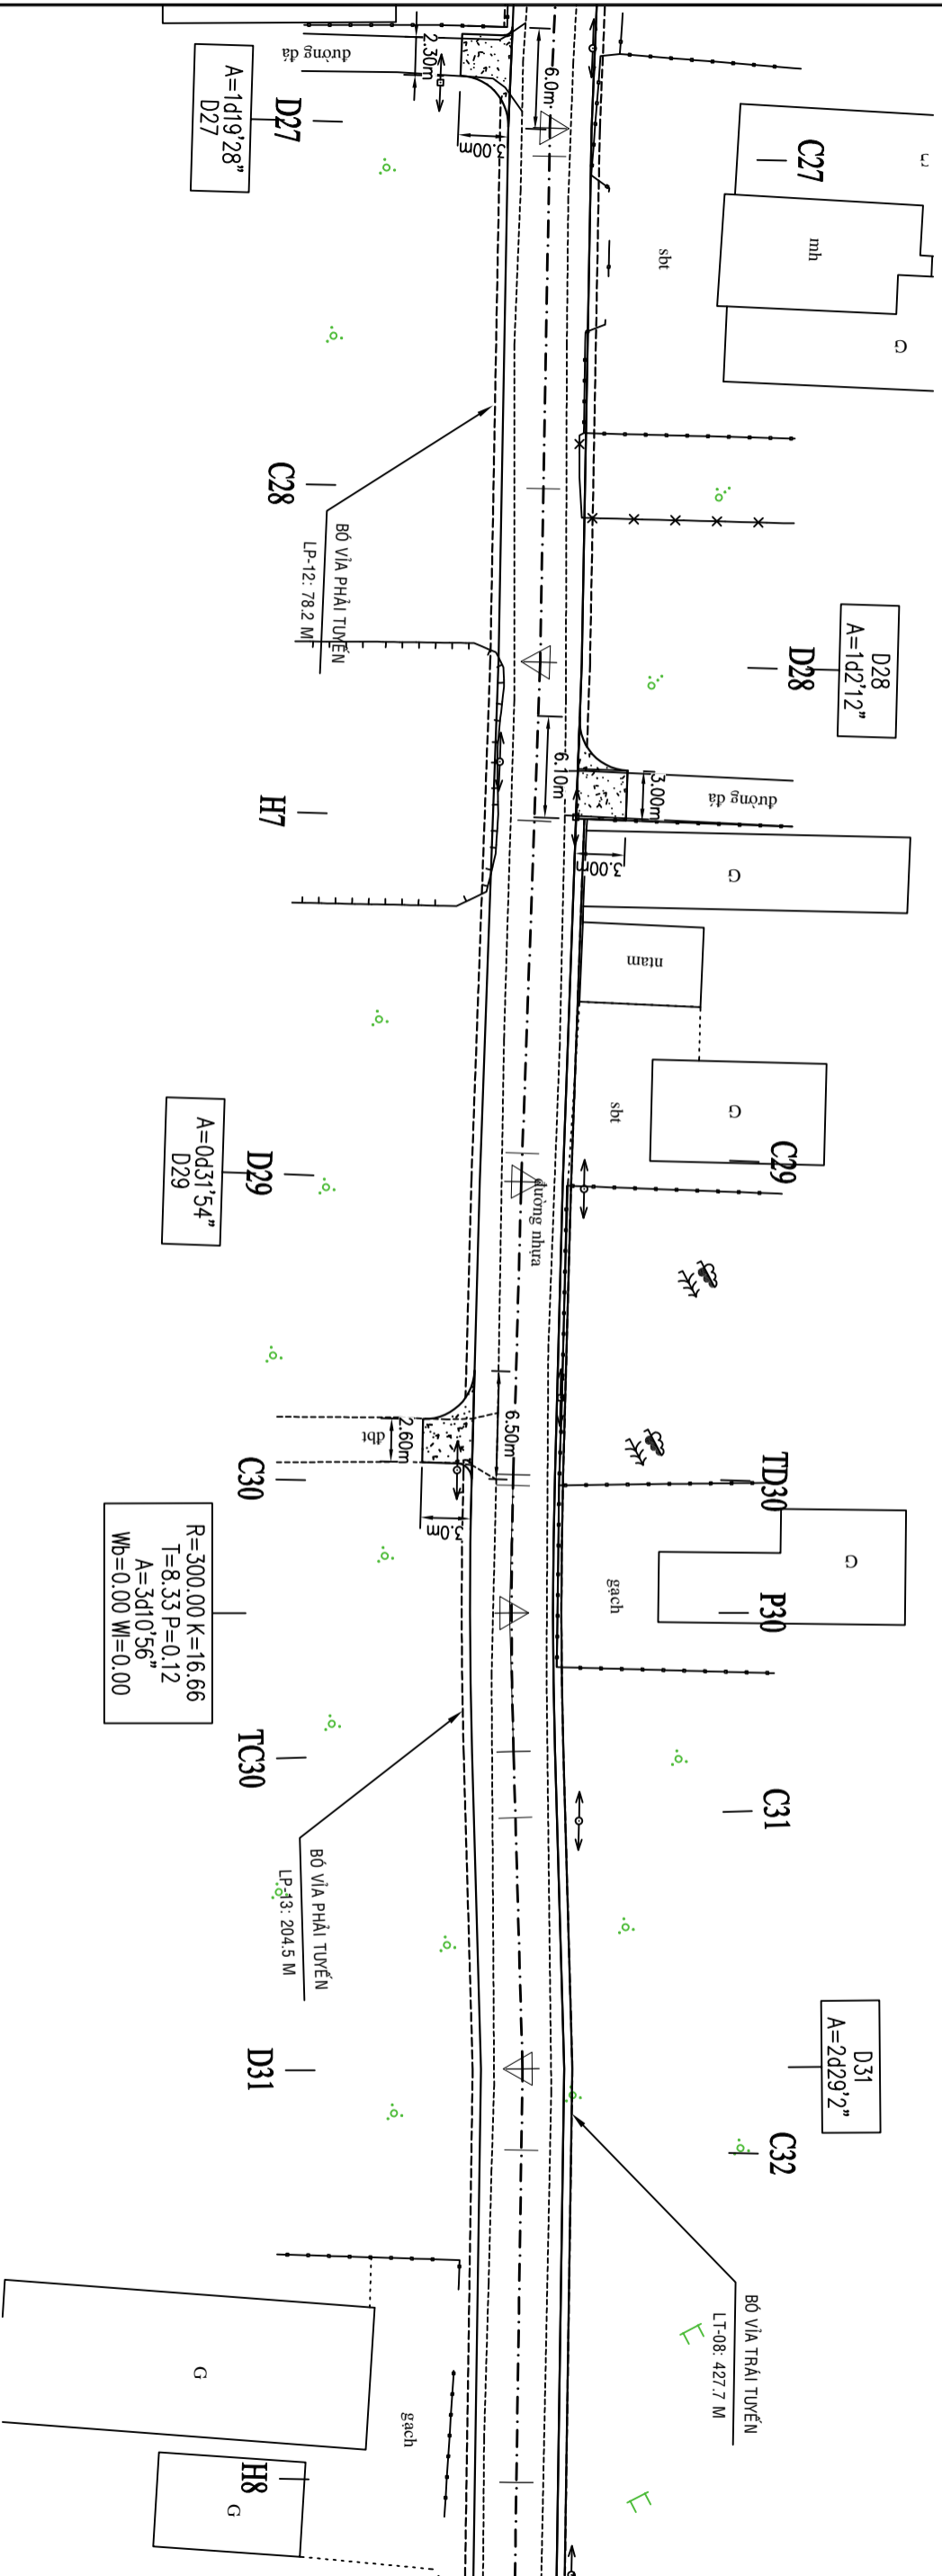 đường đá
2.30m
D27
A=1d19'28"
D27
3.00m
6.0m
C27
mh
G
sbt
C28
BÓ VỈA PHẢI TUYẾN
LP-12: 78.2 M
D28
A=1d2'12"
D28
6.10m
3.00m
đường đá
3.00m
H7
G
ntam
G
sbt
C29
D29
A=0d31'54"
D29
đường nhựa
6.50m
2.60m
đbt
3.0m
C30
TD30
G
P30
gạch
R=300.00 K=16.66
T=8.33 P=0.12
A=3d10'56"
Wb=0.00 Wl=0.00
TC30
C31
BÓ VỈA PHẢI TUYẾN
LP-13: 204.5 M
D31
D31
A=2d29'2"
C32
BÓ VỈA TRÁI TUYẾN
LT-08: 427.7 M
G
gạch
H8
G